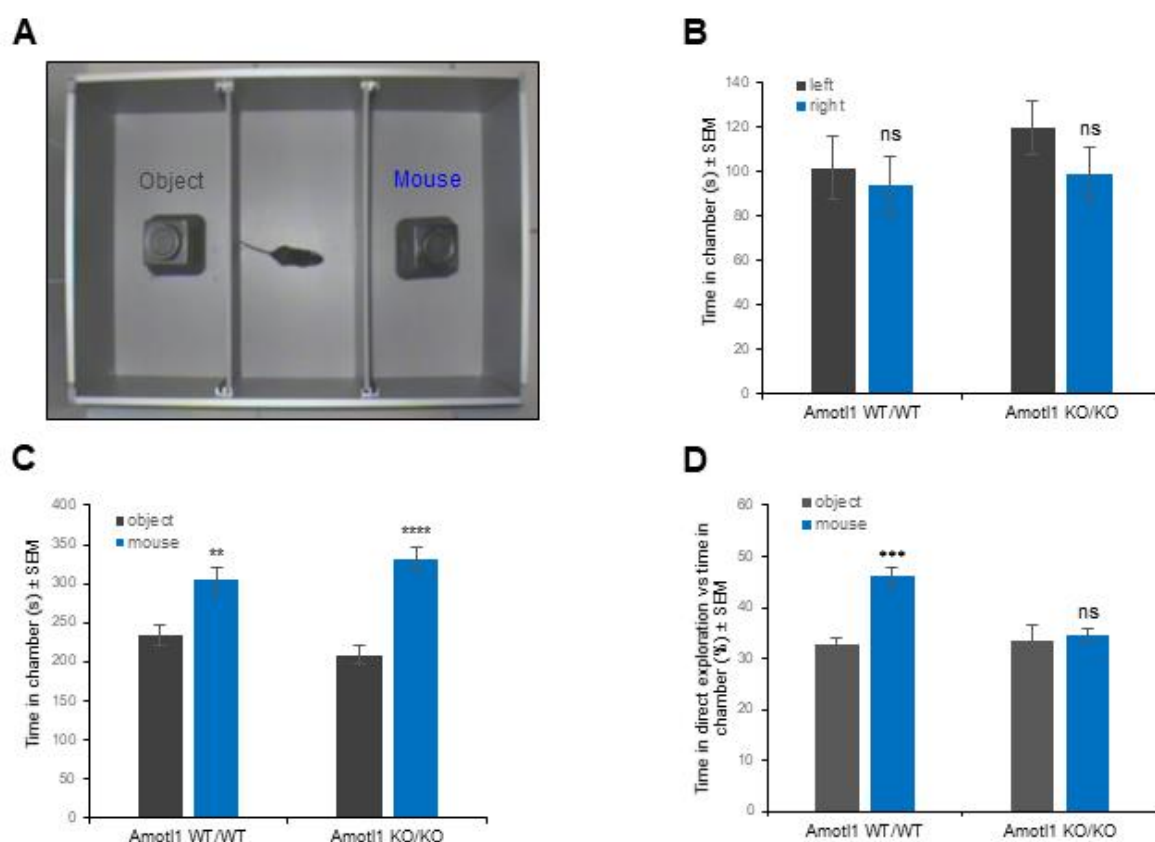 A
Object
Mouse
B
left
right
Time in chamber (s) ± SEM
140
120
100
80
60
40
20
0
ns
ns
Amotl1 WT/WT
Amotl1 KO/KO
C
object
mouse
Time in chamber (s) ± SEM
400
350
300
250
200
150
100
50
0
**
****
Amotl1 WT/WT
Amotl1 KO/KO
D
object
mouse
Time in direct exploration vs time in
chamber (%) ± SEM
60
50
40
30
20
10
0
***
ns
Amotl1 WT/WT
Amotl1 KO/KO